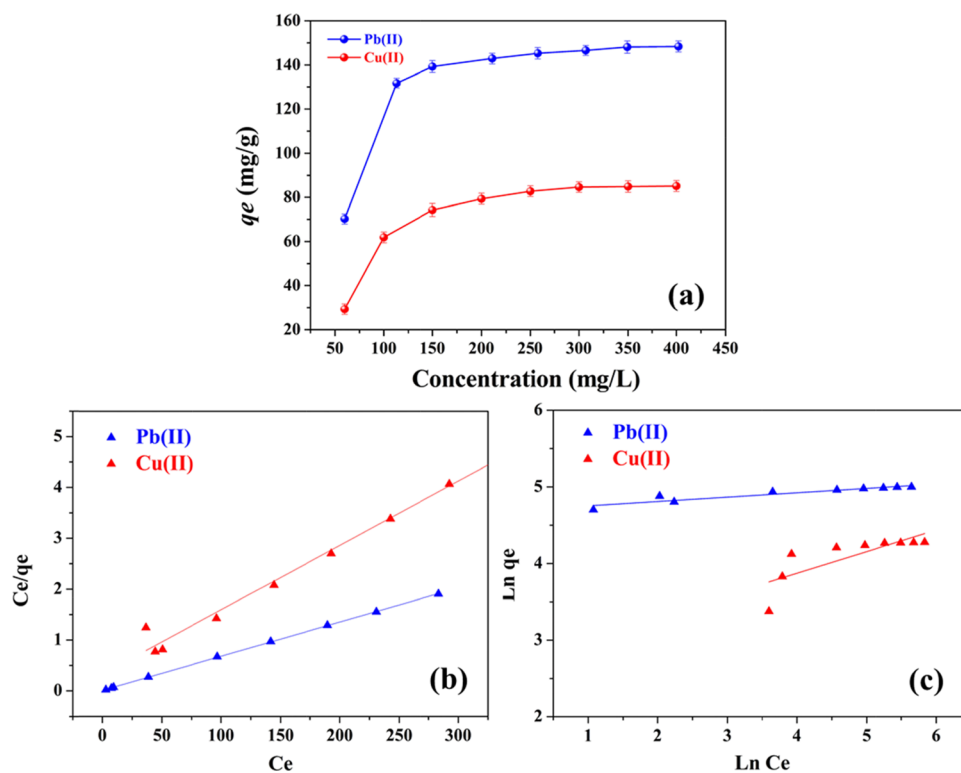 160
140
120
100
80
60
40
20
qe (mg/g)
Pb(II)
Cu(II)
(a)
50 100 150 200 250 300 350 400 450
Concentration (mg/L)
5
4
3
2
1
0
Ce/qe
Pb(II)
Cu(II)
(b)
0 50 100 150 200 250 300
Ce
6
5
4
3
2
Ln qe
Pb(II)
Cu(II)
(c)
1 2 3 4 5 6
Ln Ce